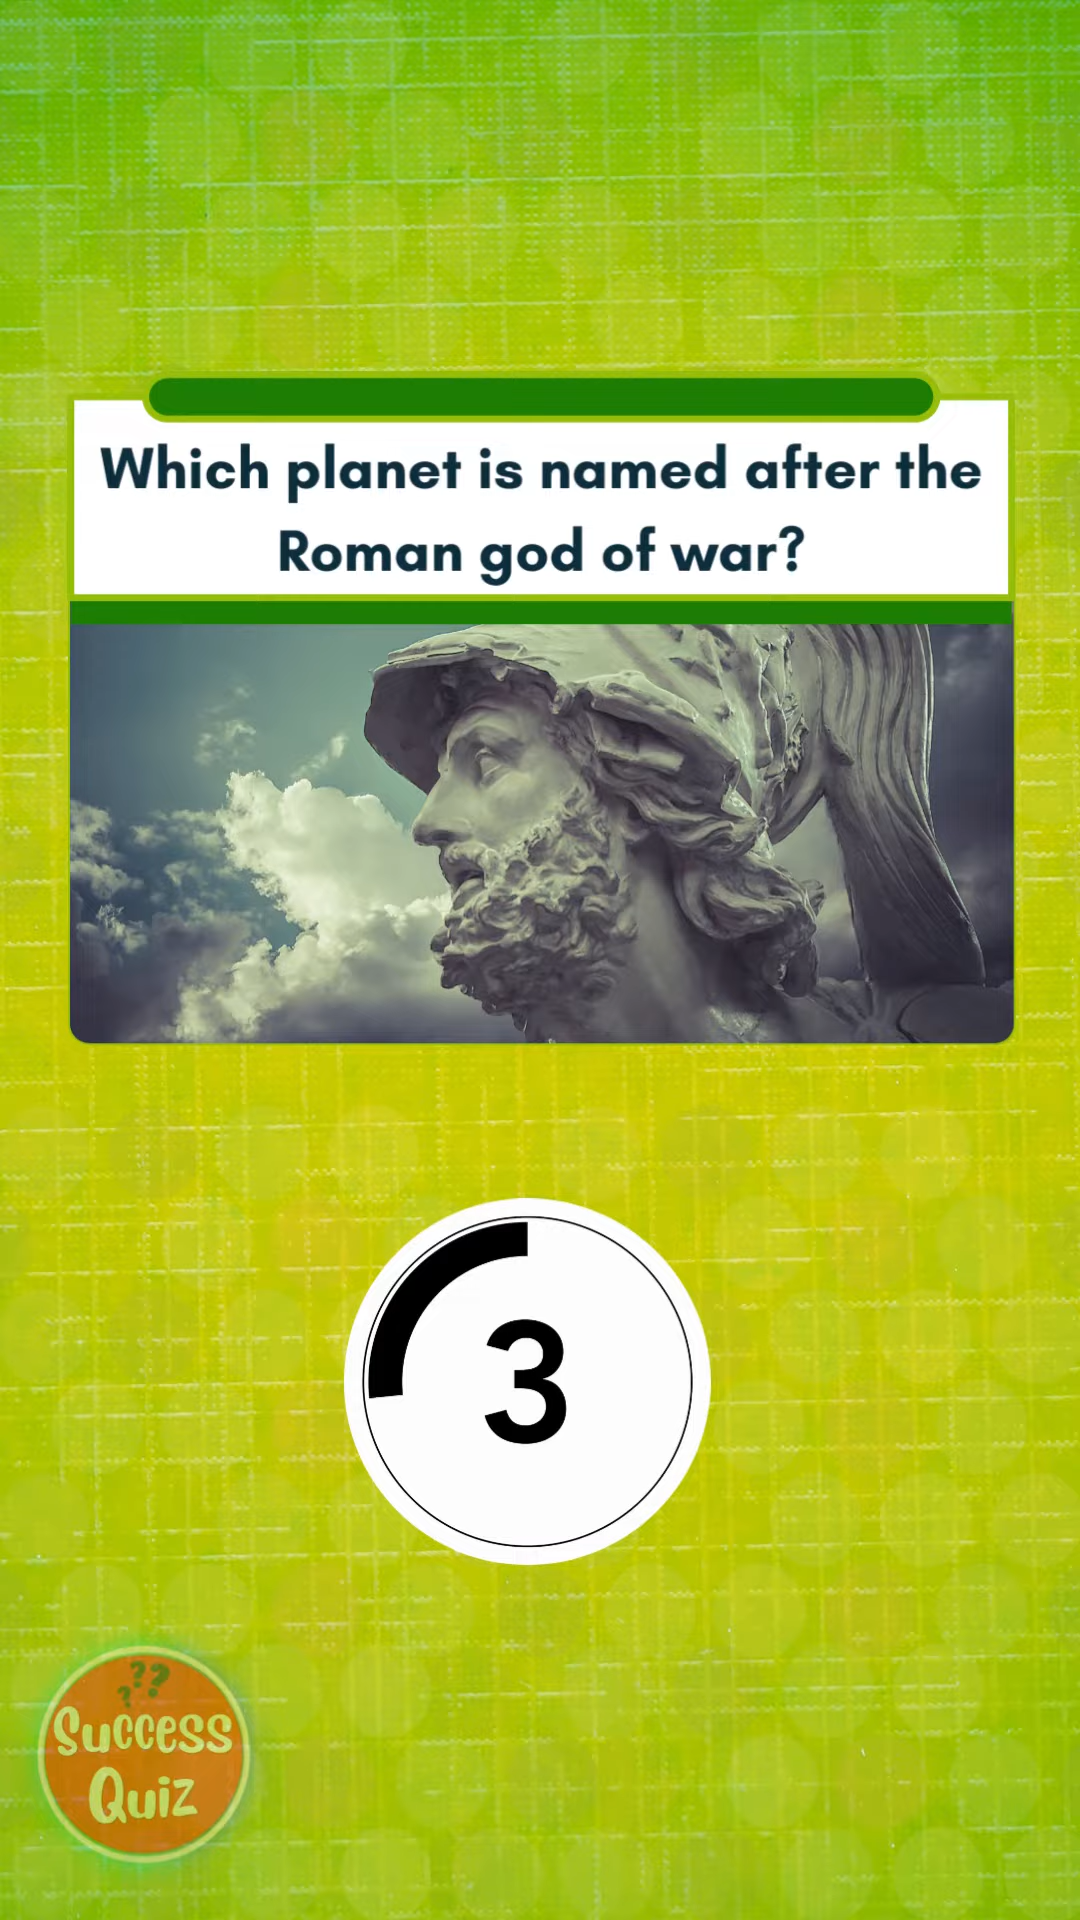 Which planet is named after the
Roman god of war?
3
???
Success
Quiz